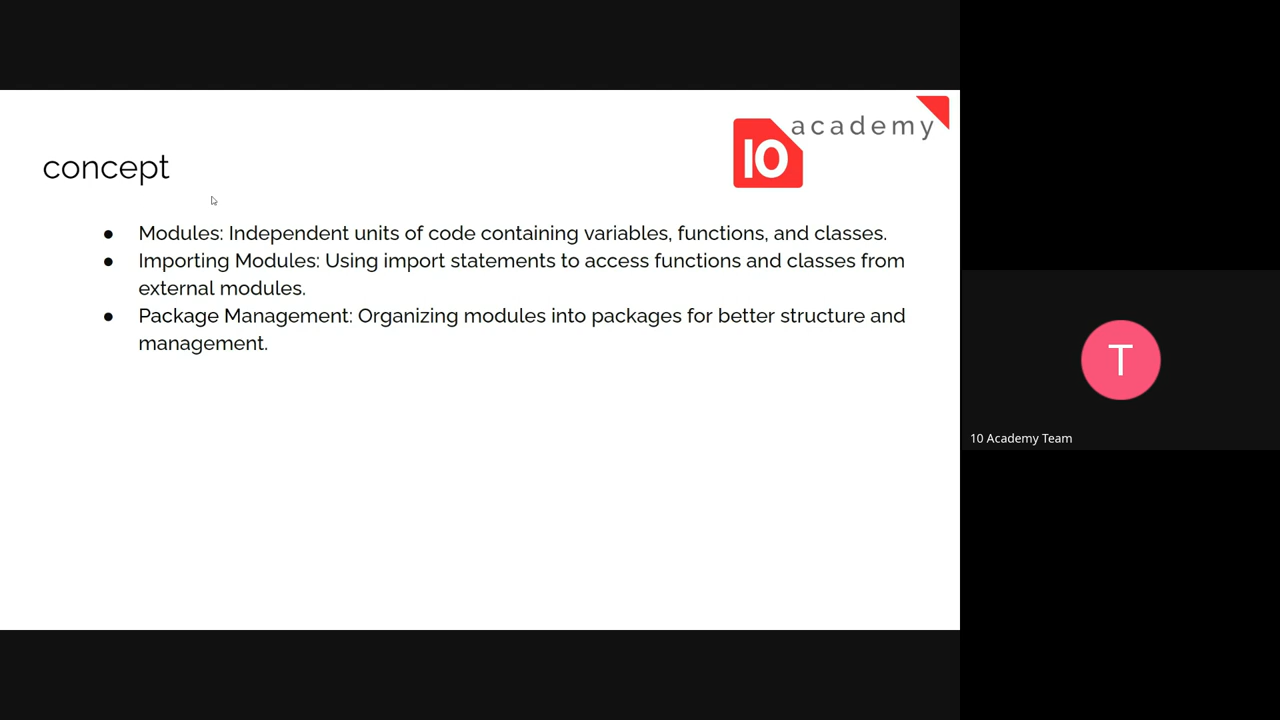 10 academy
concept
● Modules: Independent units of code containing variables, functions, and classes.
● Importing Modules: Using import statements to access functions and classes from
external modules.
● Package Management: Organizing modules into packages for better structure and
management.
T
10 Academy Team